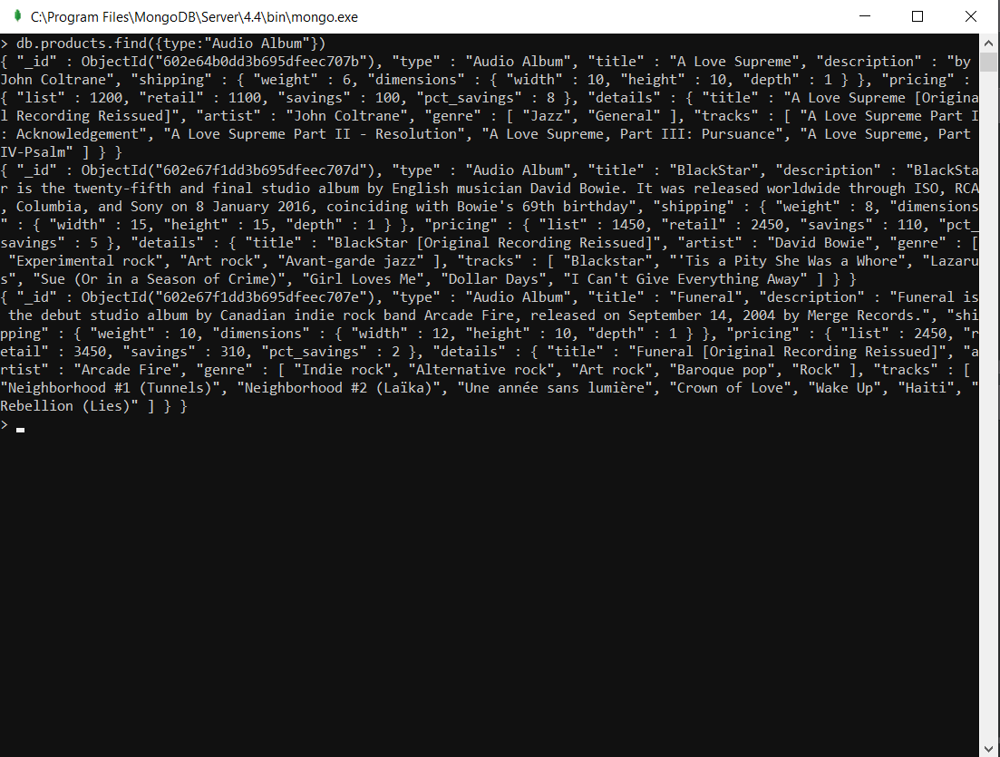 C:\Program Files\MongoDB\Server\4.4\bin\mongo.exe
> db.products.find({type:"Audio Album"})
{ "_id" : ObjectId("602e64b0dd3b695dfeec707b"), "type" : "Audio Album", "title" : "A Love Supreme", "description" : "by
John Coltrane", "shipping" : { "weight" : 6, "dimensions" : { "width" : 10, "height" : 10, "depth" : 1 } }, "pricing" :
{ "list" : 1200, "retail" : 1100, "savings" : 100, "pct_savings" : 8 }, "details" : { "title" : "A Love Supreme [Origina
l Recording Reissued]", "artist" : "John Coltrane", "genre" : [ "Jazz", "General" ], "tracks" : [ "A Love Supreme Part I
: Acknowledgement", "A Love Supreme Part II - Resolution", "A Love Supreme, Part III: Pursuance", "A Love Supreme, Part
IV-Psalm" ] } }
{ "_id" : ObjectId("602e67f1dd3b695dfeec707d"), "type" : "Audio Album", "title" : "BlackStar", "description" : "BlackSta
r is the twenty-fifth and final studio album by English musician David Bowie. It was released worldwide through ISO, RCA
, Columbia, and Sony on 8 January 2016, coinciding with Bowie's 69th birthday", "shipping" : { "weight" : 8, "dimensions
" : { "width" : 15, "height" : 15, "depth" : 1 } }, "pricing" : { "list" : 1450, "retail" : 2450, "savings" : 110, "pct_
savings" : 5 }, "details" : { "title" : "BlackStar [Original Recording Reissued]", "artist" : "David Bowie", "genre" : [
"Experimental rock", "Art rock", "Avant-garde jazz" ], "tracks" : [ "Blackstar", "'Tis a Pity She Was a Whore", "Lazaru
s", "Sue (Or in a Season of Crime)", "Girl Loves Me", "Dollar Days", "I Can't Give Everything Away" ] } }
{ "_id" : ObjectId("602e67f1dd3b695dfeec707e"), "type" : "Audio Album", "title" : "Funeral", "description" : "Funeral is
the debut studio album by Canadian indie rock band Arcade Fire, released on September 14, 2004 by Merge Records.", "shi
pping" : { "weight" : 10, "dimensions" : { "width" : 12, "height" : 10, "depth" : 1 } }, "pricing" : { "list" : 2450, "r
etail" : 3450, "savings" : 310, "pct_savings" : 2 }, "details" : { "title" : "Funeral [Original Recording Reissued]", "a
rtist" : "Arcade Fire", "genre" : [ "Indie rock", "Alternative rock", "Art rock", "Baroque pop", "Rock" ], "tracks" : [
"Neighborhood #1 (Tunnels)", "Neighborhood #2 (Laïka)", "Une année sans lumière", "Crown of Love", "Wake Up", "Haiti", "
Rebellion (Lies)" ] } }
>